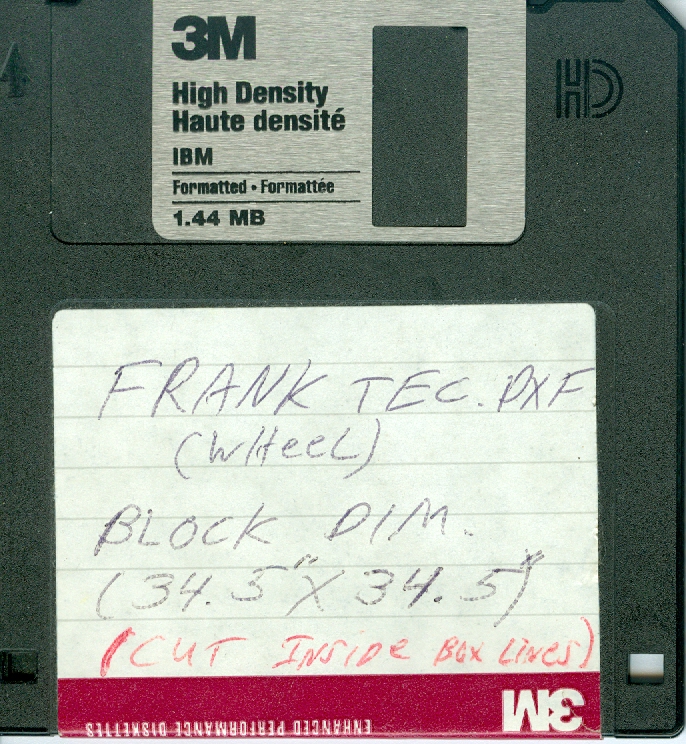 3M
High Density
Haute densité
IBM
Formatted • Formattée
1.44 MB
HD
FRANK TEC. DXF
(WHeeL)
BLOCK DIM.
(34.5" X 34.5")
(CUT INSiDe BOX LiNeS)
3M
ENHANCED PERFORMANCE DISKETTES